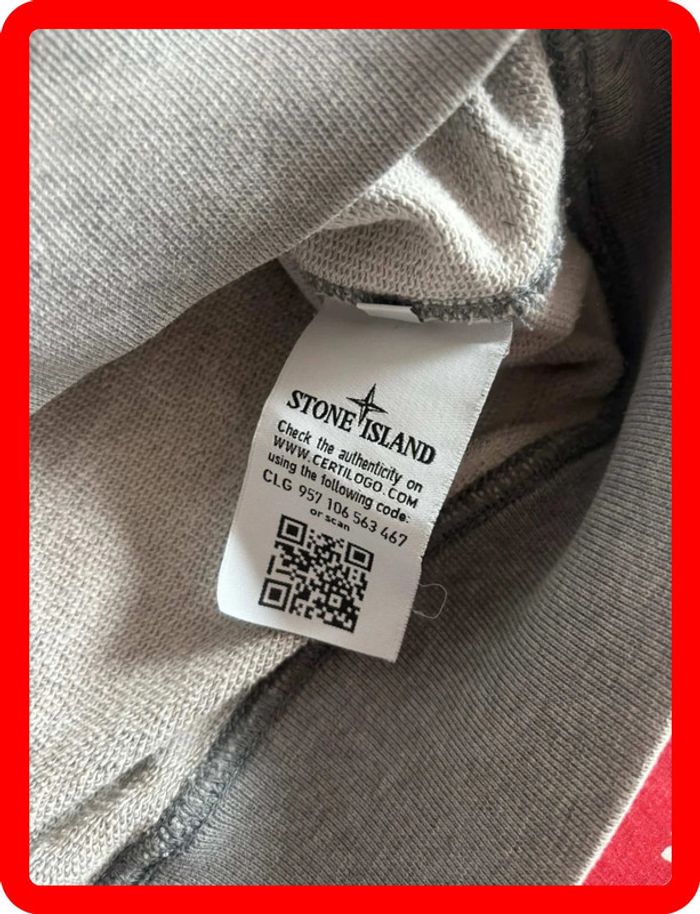 STONE ISLAND
Check the authenticity on
WWW.CERTILOGO.COM
using the following code:
CLG 957 106 563 467
or scan